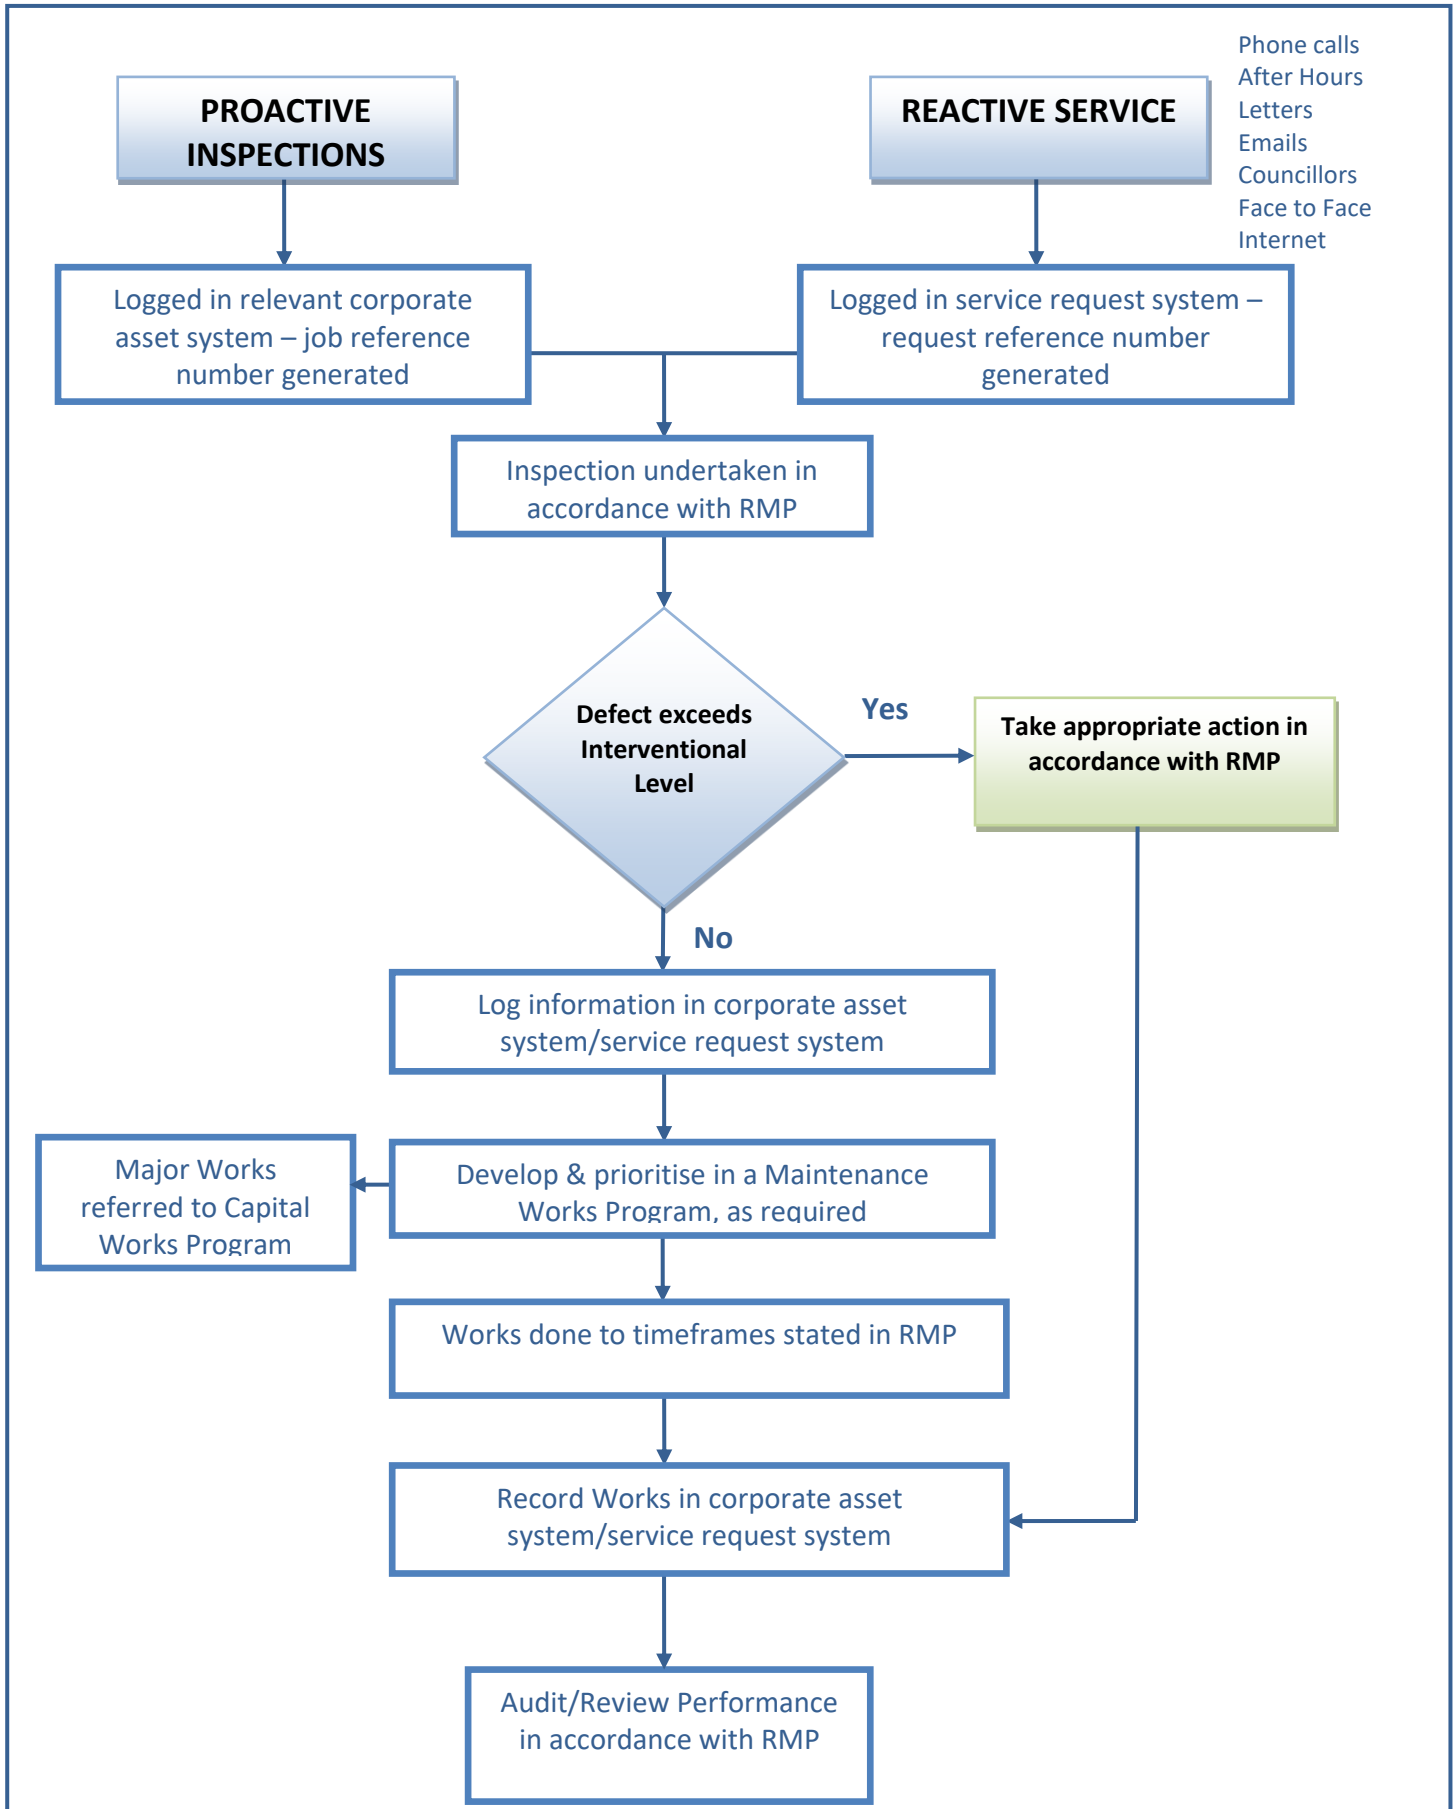 PROACTIVE
INSPECTIONS
REACTIVE SERVICE
Phone calls
After Hours
Letters
Emails
Councillors
Face to Face
Internet
Logged in relevant corporate
asset system – job reference
number generated
Logged in service request system –
request reference number
generated
Inspection undertaken in
accordance with RMP
Defect exceeds
Interventional
Level
Yes
Take appropriate action in
accordance with RMP
No
Log information in corporate asset
system/service request system
Major Works
referred to Capital
Works Program
Develop & prioritise in a Maintenance
Works Program, as required
Works done to timeframes stated in RMP
Record Works in corporate asset
system/service request system
Audit/Review Performance
in accordance with RMP